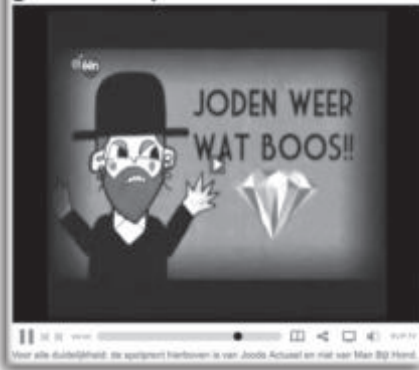 één
JODEN WEER
WAT BOOS!!
Voor alle duidelijkheid: de spelprent hierboven is van Joods Actueel en niet van Man Bijt Hond.